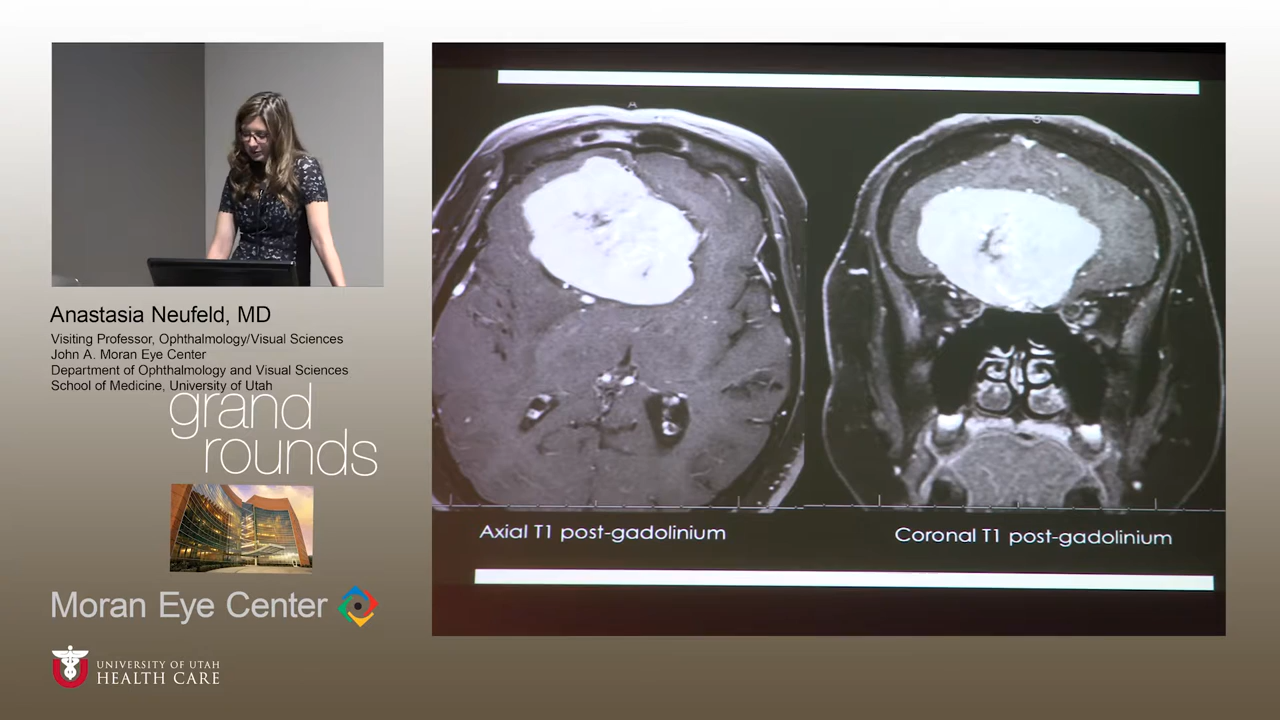 Anastasia Neufeld, MD
Visiting Professor, Ophthalmology/Visual Sciences
John A. Moran Eye Center
Department of Ophthalmology and Visual Sciences
School of Medicine, University of Utah
grand
rounds
Moran Eye Center
U
UNIVERSITY OF UTAH
HEALTH CARE
A
S
Axial T1 post-gadolinium
Coronal T1 post-gadolinium